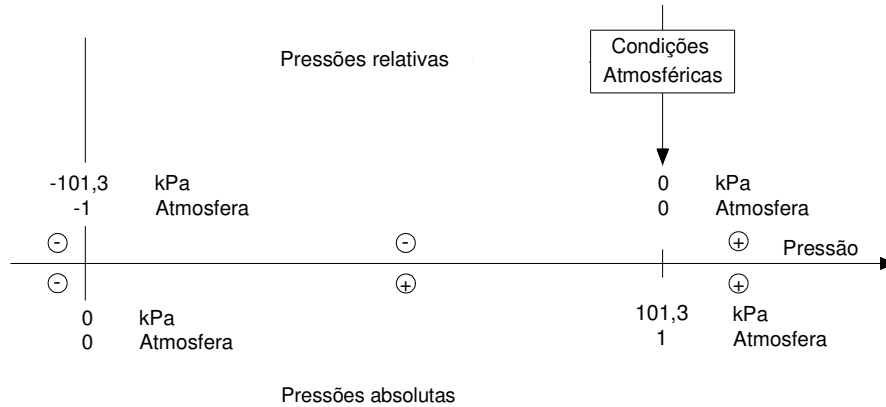 Pressões relativas
Condições
Atmosféricas
-101,3 kPa
-1 Atmosfera
0 kPa
0 Atmosfera
- - +
Pressão
- + +
0 kPa
0 Atmosfera
101,3 kPa
1 Atmosfera
Pressões absolutas